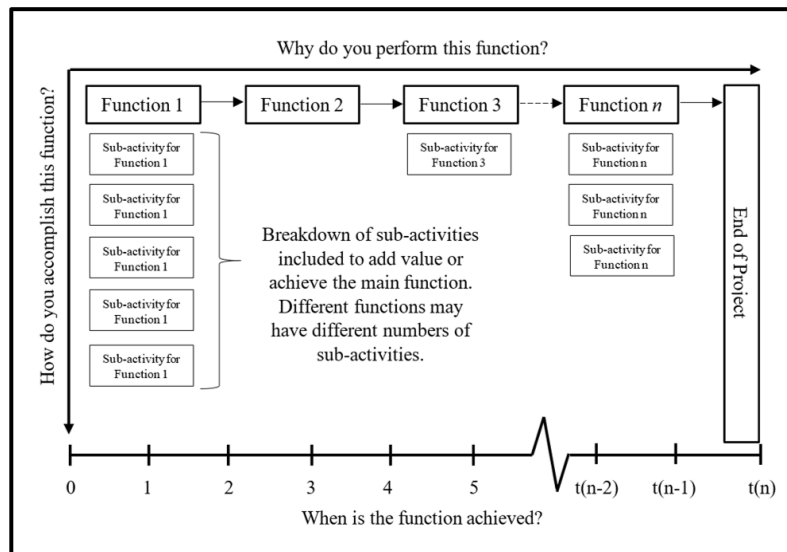 Why do you perform this function?
How do you accomplish this function?
Function 1
Function 2
Function 3
Function n
Sub-activity for
Function 1
Sub-activity for
Function 1
Sub-activity for
Function 1
Sub-activity for
Function 1
Sub-activity for
Function 1
Breakdown of sub-activities
included to add value or
achieve the main function.
Different functions may
have different numbers of
sub-activities.
Sub-activity for
Function 3
Sub-activity for
Function n
Sub-activity for
Function n
Sub-activity for
Function n
End of Project
0 1 2 3 4 5 t(n-2) t(n-1) t(n)
When is the function achieved?